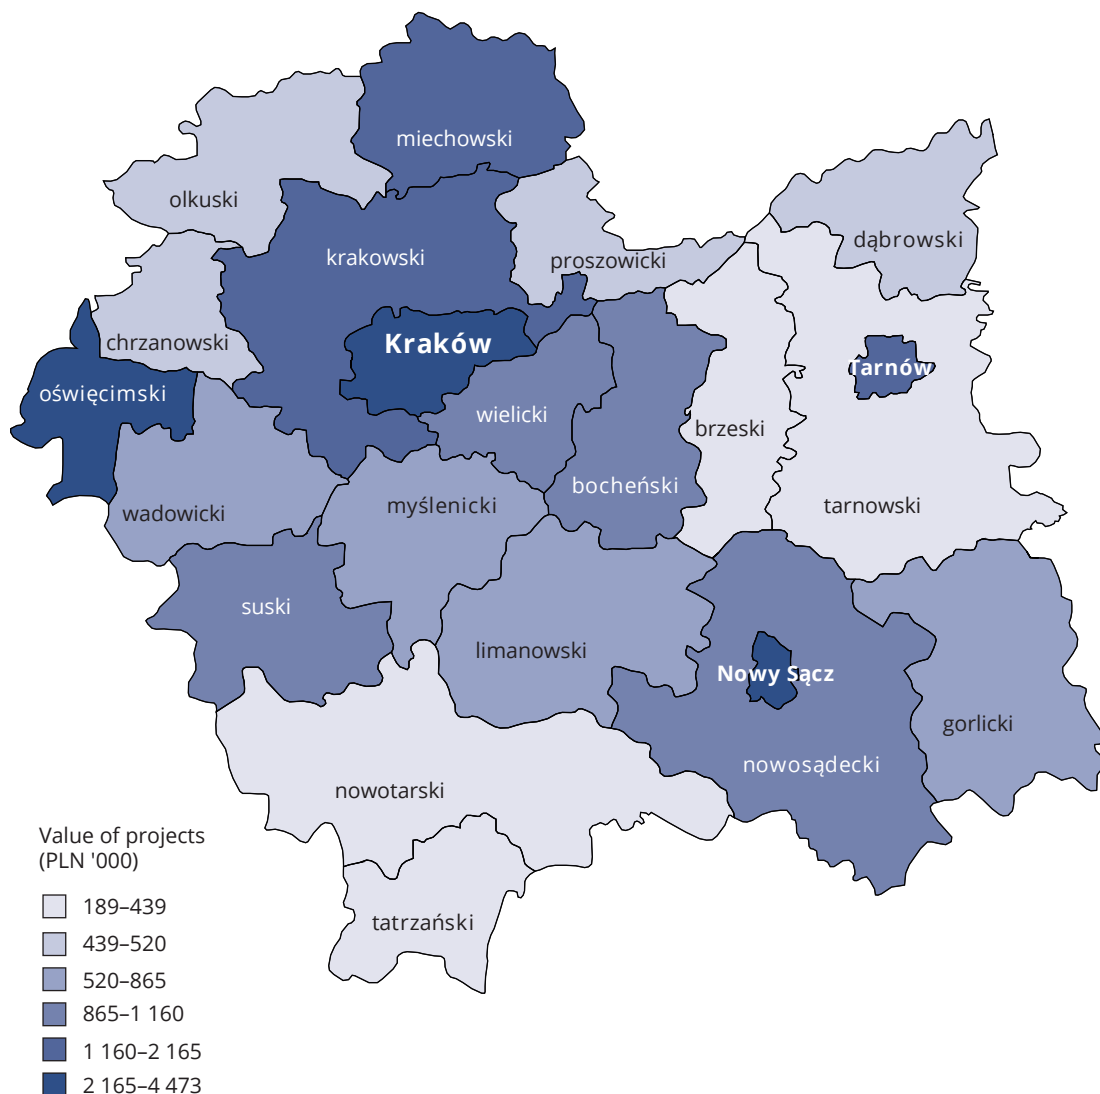 miechowski
olkuski
dąbrowski
krakowski
proszowicki
chrzanowski
Kraków
Tarnów
oświęcimski
wielicki
brzeski
bocheński
myślenicki
tarnowski
wadowicki
suski
limanowski
Nowy Sącz
gorlicki
nowosądecki
nowotarski
tatrzański
Value of projects
(PLN '000)
189–439
439–520
520–865
865–1 160
1 160–2 165
2 165–4 473